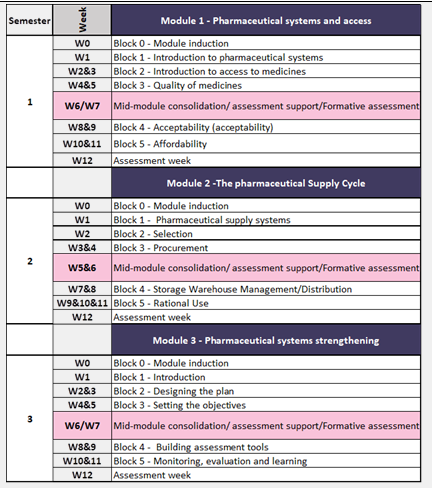 Semester Week Module 1 - Pharmaceutical systems and access
W0 Block 0 - Module induction
W1 Block 1 - Introduction to pharmaceutical systems
W2&3 Block 2 - Introduction to access to medicines
W4&5 Block 3 - Quality of medicines
1 W6/W7 Mid-module consolidation/ assessment support/Formative assessment
W8&9 Block 4 - Acceptability (acceptability)
W10&11 Block 5 - Affordability
W12 Assessment week
Module 2 -The pharmaceutical Supply Cycle
W0 Block 0 - Module induction
W1 Block 1 - Pharmaceutical supply systems
W2 Block 2 - Selection
W3&4 Block 3 - Procurement
2 W5&6 Mid-module consolidation/ assessment support/Formative assessment
W7&8 Block 4 - Storage Warehouse Management/Distribution
W9&10&11 Block 5 - Rational Use
W12 Assessment week
Module 3 - Pharmaceutical systems strengthening
W0 Block 0 - Module induction
W1 Block 1 - Introduction
W2&3 Block 2 - Designing the plan
W4&5 Block 3 - Setting the objectives
3 W6/W7 Mid-module consolidation/ assessment support/Formative assessment
W8&9 Block 4 - Building assessment tools
W10&11 Block 5 - Monitoring, evaluation and learning
W12 Assessment week